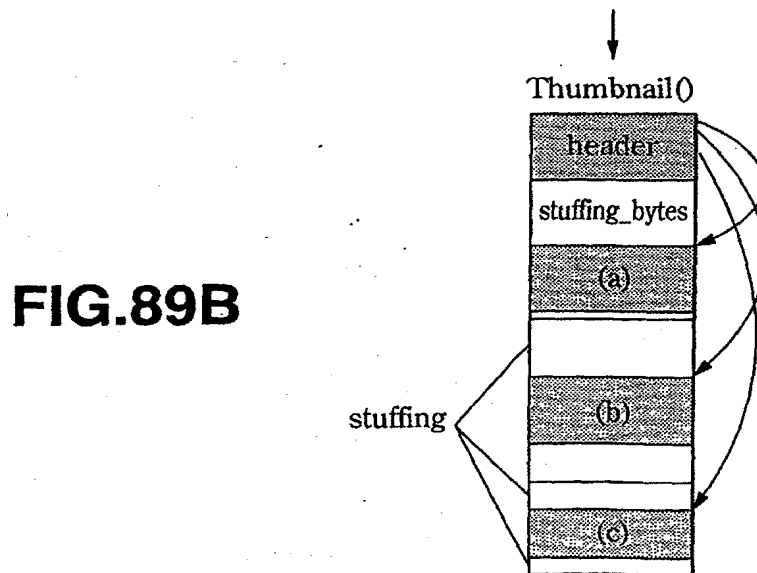 Thumbnail()
header
stuffing_bytes
(a)
FIG.89B
(b)
stuffing
(c)